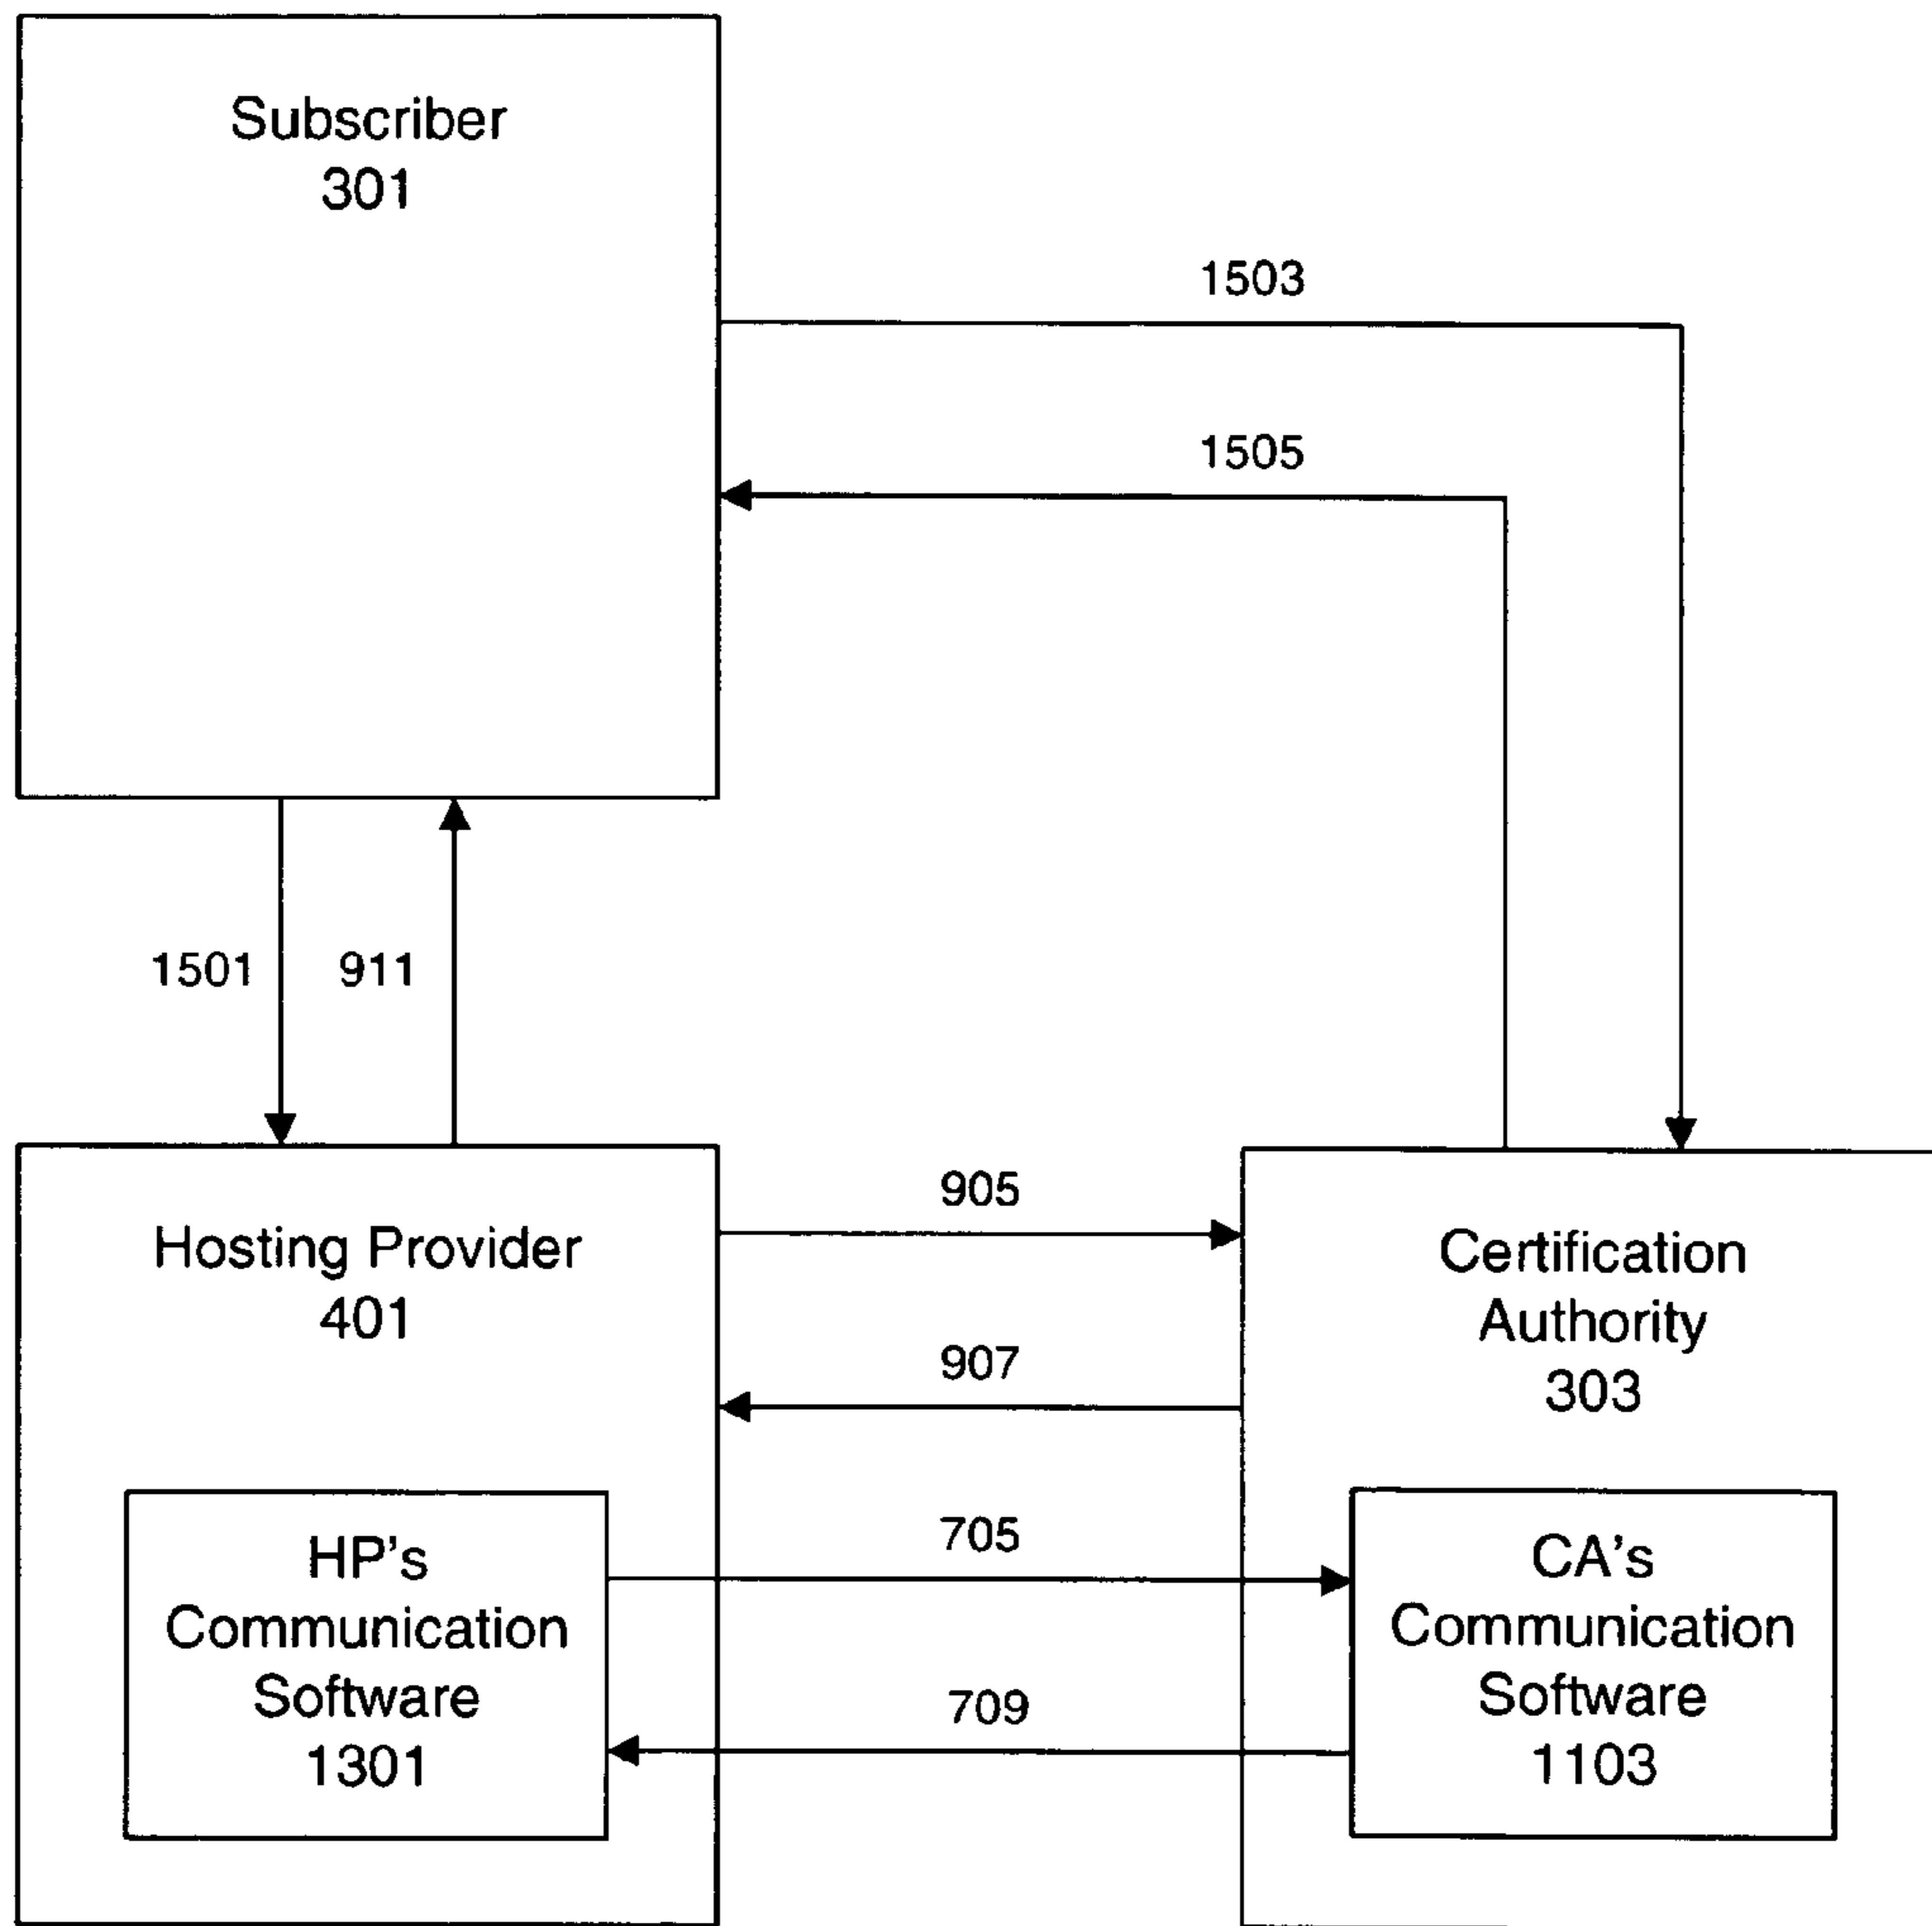 Subscriber
301
1503
1505
1501
911
905
Hosting Provider
401
907
Certification
Authority
303
705
HP's
Communication
Software
1301
709
CA's
Communication
Software
1103